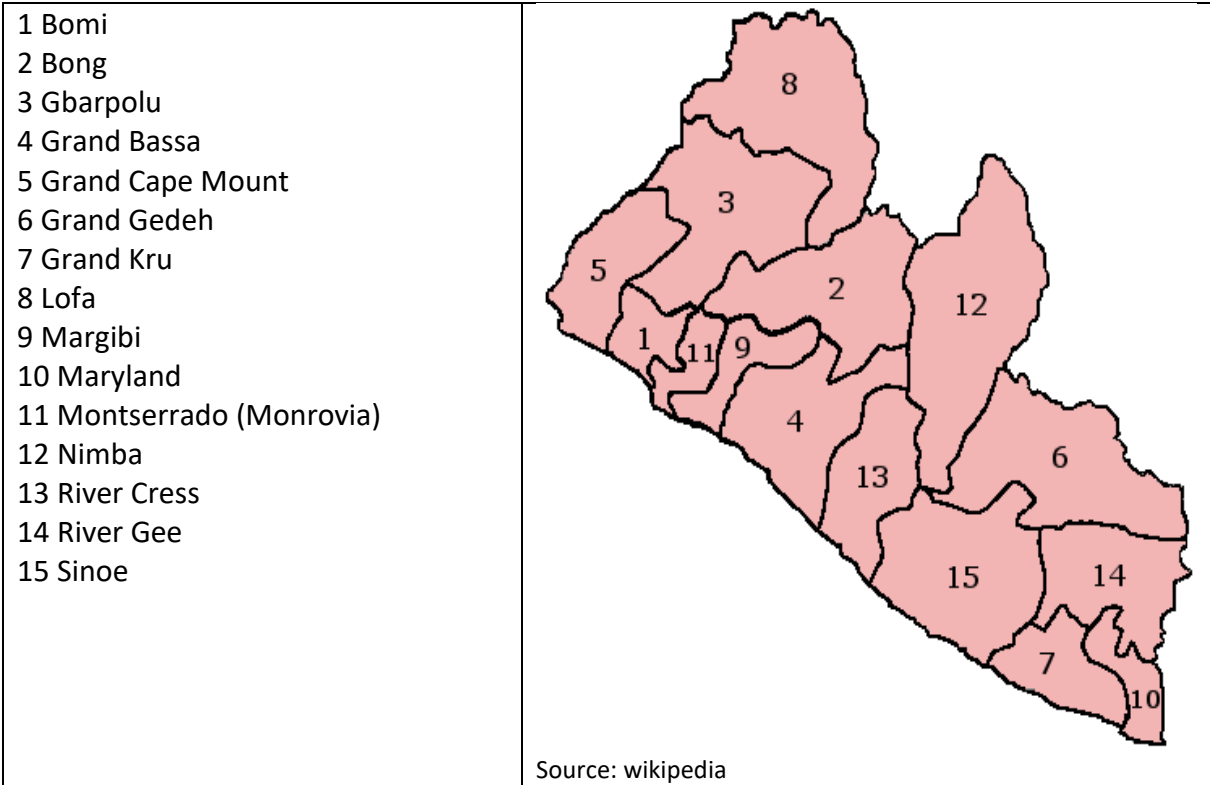 1 Bomi
2 Bong
3 Gbarpolu
4 Grand Bassa
5 Grand Cape Mount
6 Grand Gedeh
7 Grand Kru
8 Lofa
9 Margibi
10 Maryland
11 Montserrado (Monrovia)
12 Nimba
13 River Cress
14 River Gee
15 Sinoe
8
3
5
2
12
1
11
9
4
6
13
15
14
7
10
Source: wikipedia